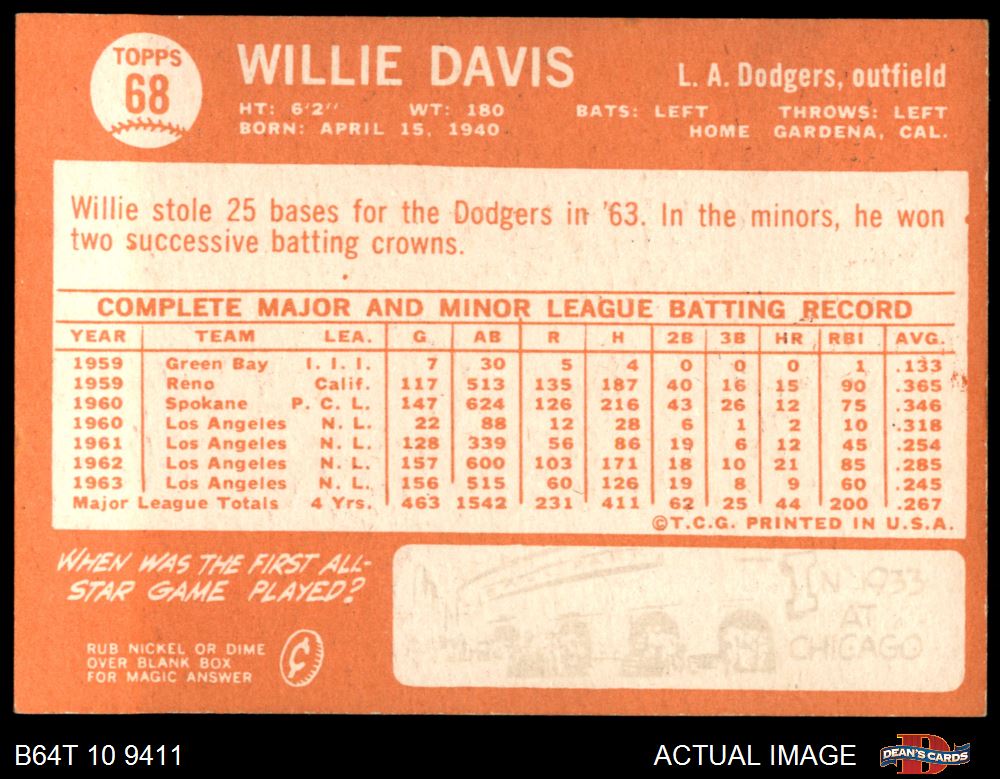 TOPPS
68
WILLIE DAVIS
L. A. Dodgers, outfield
HT: 6'2" WT: 180 BATS: LEFT THROWS: LEFT
BORN: APRIL 15, 1940 HOME GARDENA, CAL.
Willie stole 25 bases for the Dodgers in '63. In the minors, he won
two successive batting crowns.
COMPLETE MAJOR AND MINOR LEAGUE BATTING RECORD
YEAR TEAM LEA. G AB R H 2B 3B HR RBI AVG.
1959 Green Bay I. I. I. 7 30 5 4 0 0 0 1 .133
1959 Reno Calif. 117 513 135 187 40 16 15 90 .365
1960 Spokane P. C. L. 147 624 126 216 43 26 12 75 .346
1960 Los Angeles N. L. 22 88 12 28 6 1 2 10 .318
1961 Los Angeles N. L. 128 339 56 86 19 6 12 45 .254
1962 Los Angeles N. L. 157 600 103 171 18 10 21 85 .285
1963 Los Angeles N. L. 156 515 60 126 19 8 9 60 .245
Major League Totals 4 Yrs. 463 1542 231 411 62 25 44 200 .267
©T.C.G. PRINTED IN U.S.A.
WHEN WAS THE FIRST ALL-
STAR GAME PLAYED?
RUB NICKEL OR DIME
OVER BLANK BOX
FOR MAGIC ANSWER
¢
IN 1933
AT
CHICAGO
B64T 10 9411
ACTUAL IMAGE
DEAN'S CARDS